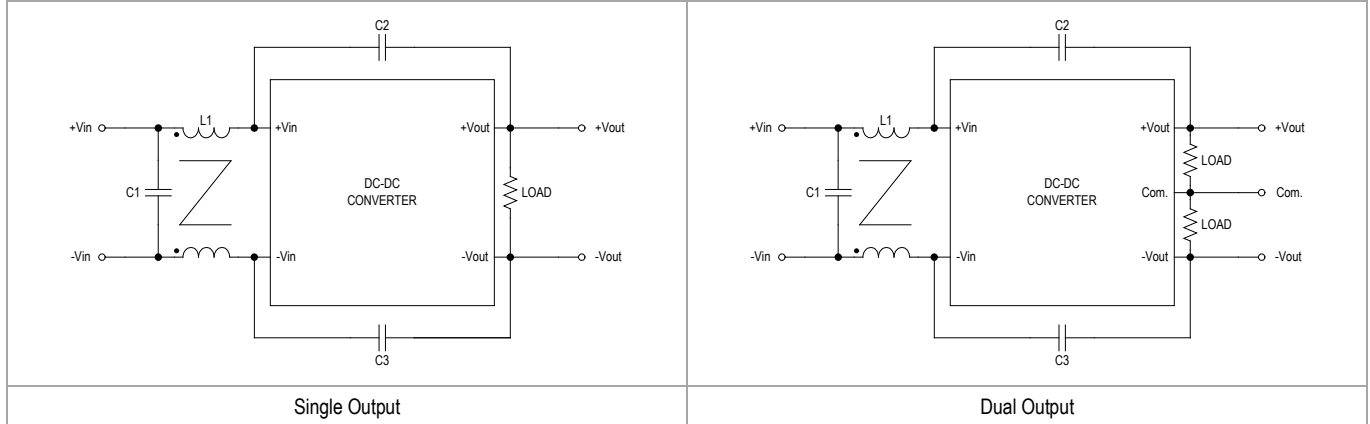 C2
+Vin
L1
+Vin
+Vout
+Vout
C1
DC-DC
CONVERTER
LOAD
-Vin
-Vin
-Vout
-Vout
C3
Single Output
C2
+Vin
L1
+Vin
+Vout
+Vout
LOAD
C1
DC-DC
CONVERTER
Com.
Com.
LOAD
-Vin
-Vin
-Vout
-Vout
C3
Dual Output